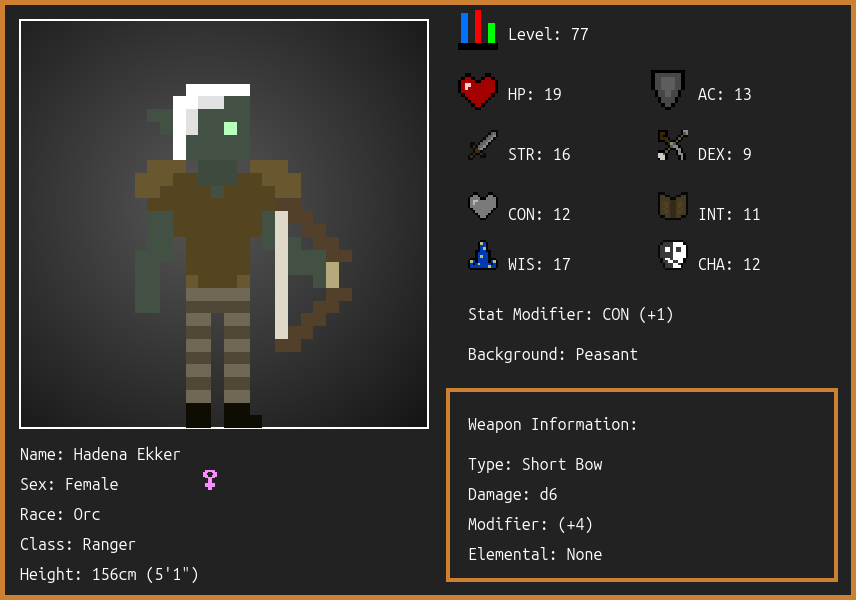 Level: 77
HP: 19
AC: 13
STR: 16
DEX: 9
CON: 12
INT: 11
WIS: 17
CHA: 12
Stat Modifier: CON (+1)
Background: Peasant
Weapon Information:
Type: Short Bow
Damage: d6
Modifier: (+4)
Elemental: None
Name: Hadena Ekker
Sex: Female
Race: Orc
Class: Ranger
Height: 156cm (5'1")